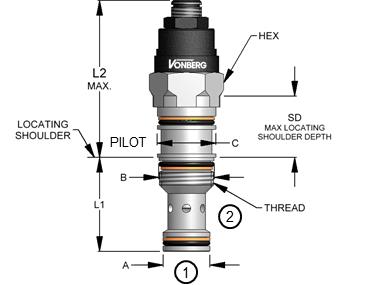 VONBERG
HEX
L2
MAX.
SD
MAX LOCATING
SHOULDER DEPTH
LOCATING
SHOULDER
PILOT
C
B
L1
2
THREAD
A
1